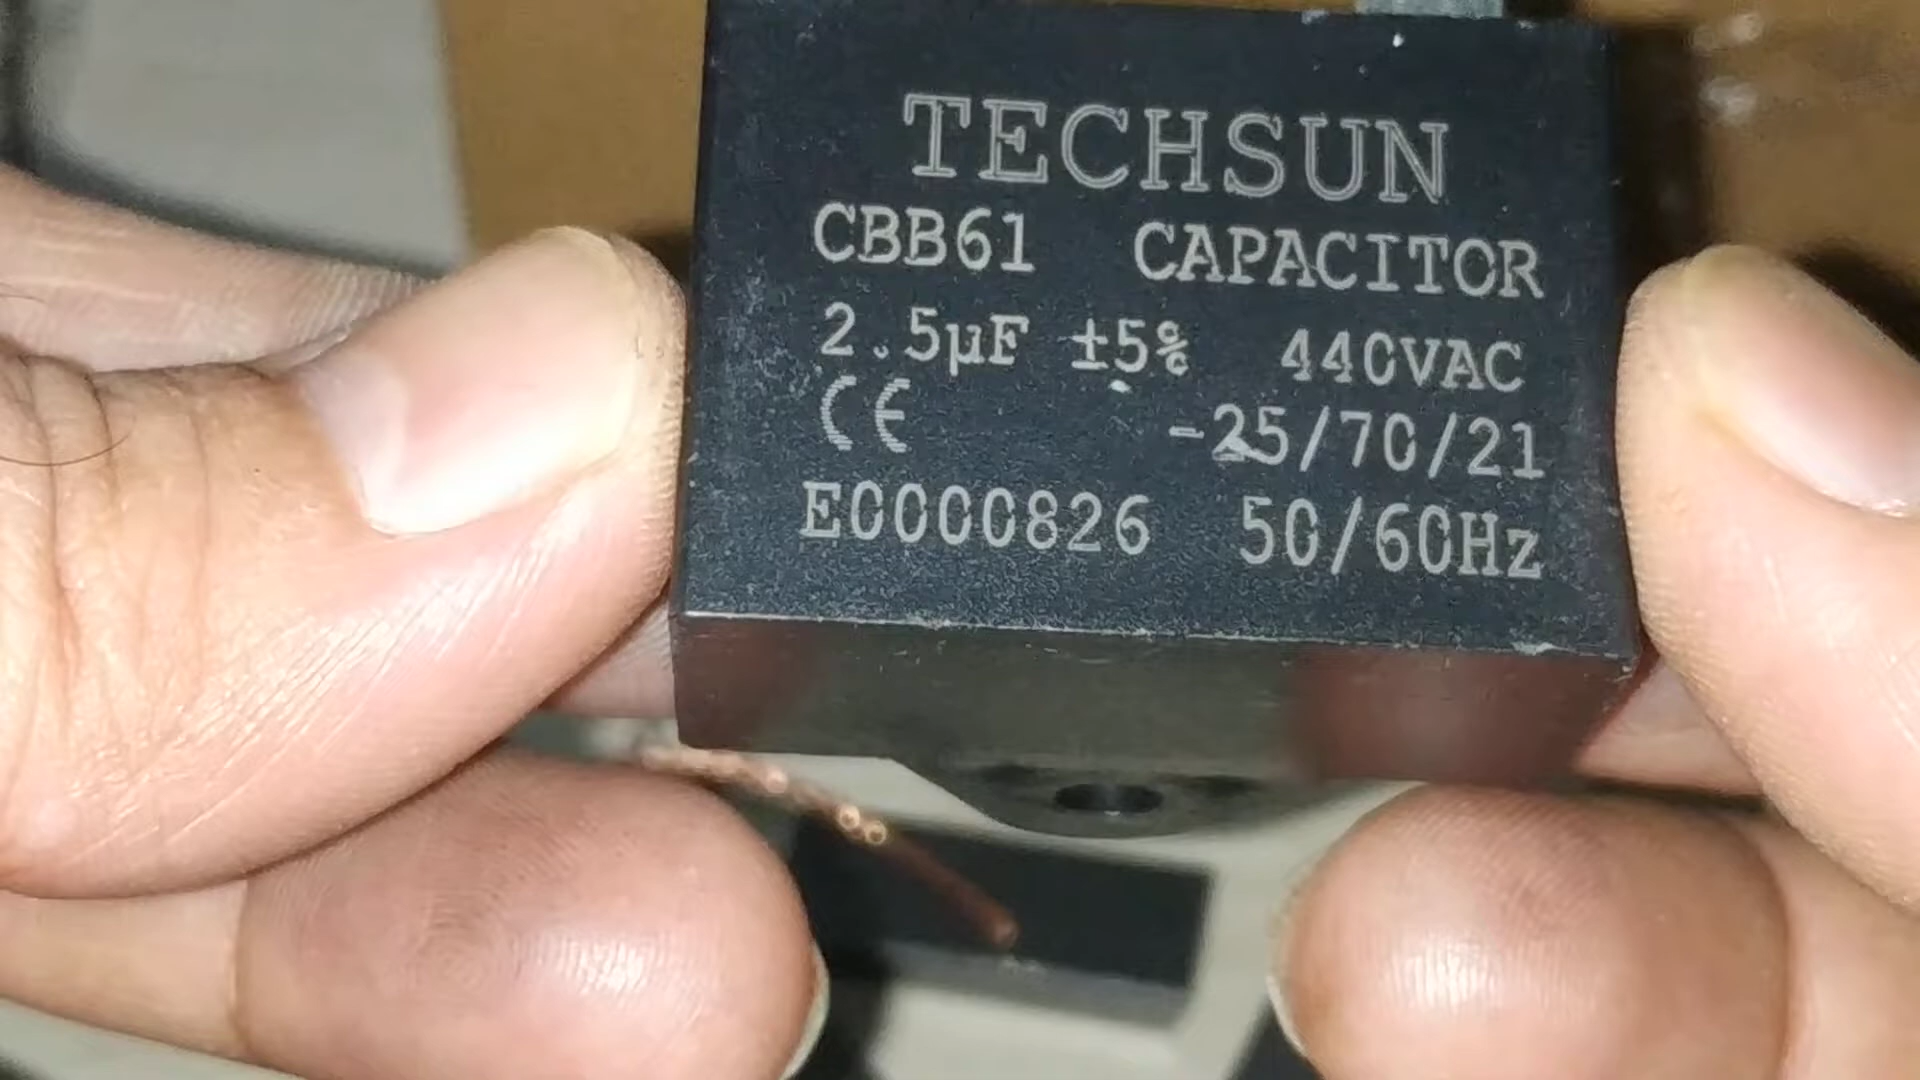 TECHSUN
CBB61 CAPACITOR
2.5µF ±5% 440VAC
CE -25/70/21
E0000826 50/60Hz